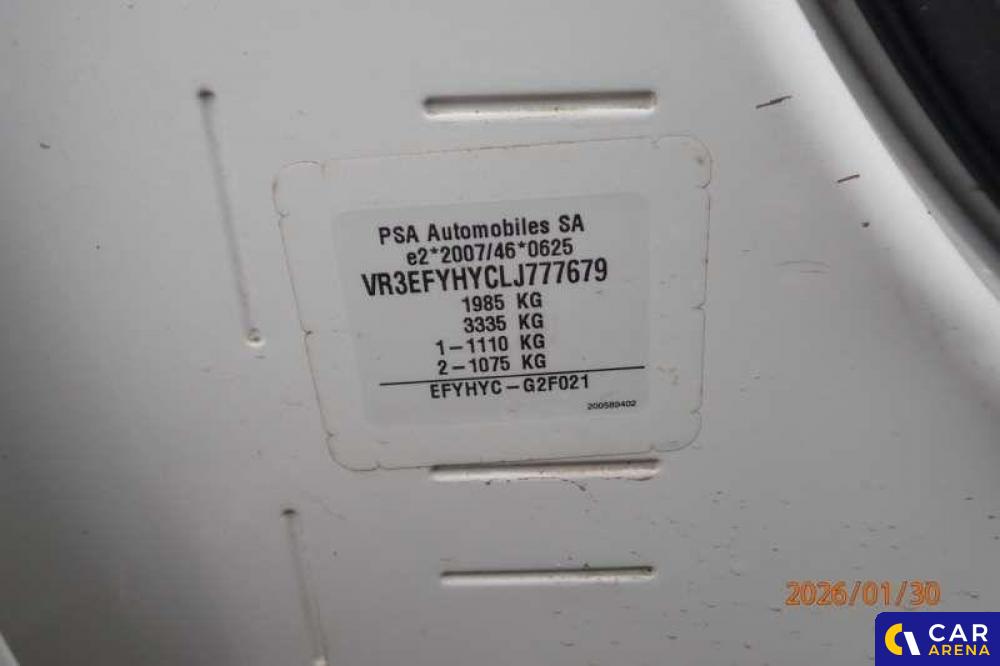 PSA Automobiles SA
e2*2007/46*0625
VR3EFYHYCLJ777679
1985 KG
3335 KG
1-1110 KG
2-1075 KG
EFYHYC-G2F021
200589402
2026/01/30
CAR
ARENA